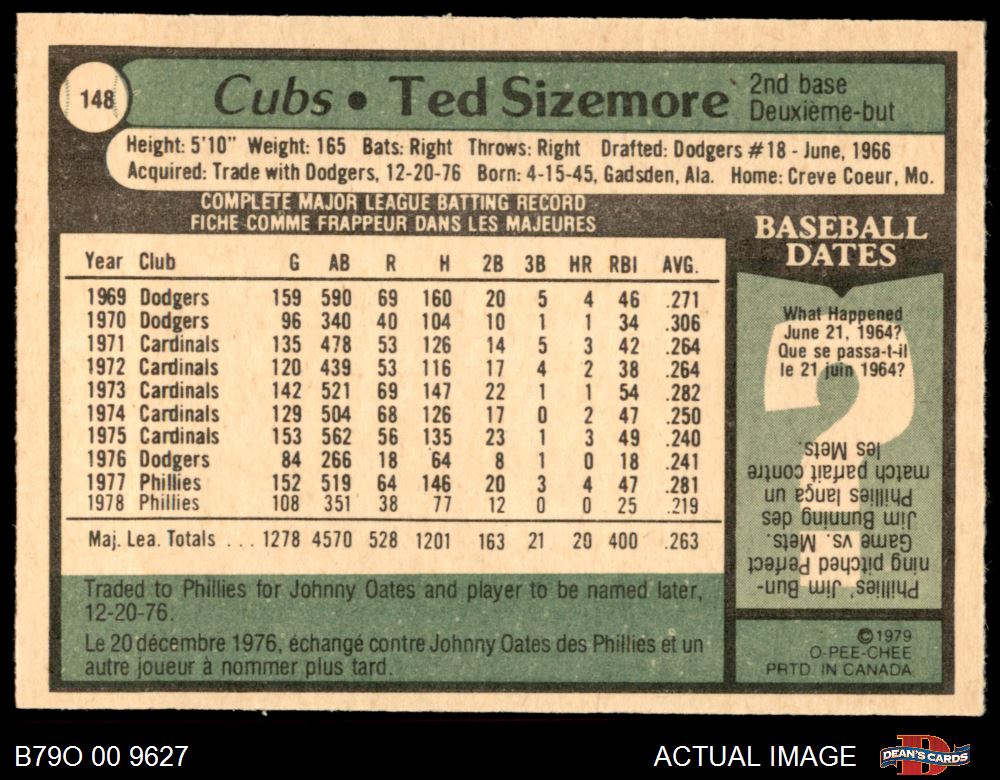 148
Cubs • Ted Sizemore
2nd base
Deuxième-but
Height: 5'10" Weight: 165 Bats: Right Throws: Right Drafted: Dodgers #18 - June, 1966
Acquired: Trade with Dodgers, 12-20-76 Born: 4-15-45, Gadsden, Ala. Home: Creve Coeur, Mo.
COMPLETE MAJOR LEAGUE BATTING RECORD
FICHE COMME FRAPPEUR DANS LES MAJEURES
Year Club G AB R H 2B 3B HR RBI AVG.
1969 Dodgers 159 590 69 160 20 5 4 46 .271
1970 Dodgers 96 340 40 104 10 1 1 34 .306
1971 Cardinals 135 478 53 126 14 5 3 42 .264
1972 Cardinals 120 439 53 116 17 4 2 38 .264
1973 Cardinals 142 521 69 147 22 1 1 54 .282
1974 Cardinals 129 504 68 126 17 0 2 47 .250
1975 Cardinals 153 562 56 135 23 1 3 49 .240
1976 Dodgers 84 266 18 64 8 1 0 18 .241
1977 Phillies 152 519 64 146 20 3 4 47 .281
1978 Phillies 108 351 38 77 12 0 0 25 .219
Maj. Lea. Totals ... 1278 4570 528 1201 163 21 20 400 .263
Traded to Phillies for Johnny Oates and player to be named later,
12-20-76.
Le 20 décembre 1976, échangé contre Johnny Oates des Phillies et un
autre joueur à nommer plus tard.
BASEBALL
DATES
What Happened
June 21, 1964?
Que se passa-t-il
le 21 juin 1964?
Phillies' Jim Bun-
ning pitched Perfect
Game vs. Mets.
Jim Bunning des
Phillies lança un
match parfait contre
les Mets.
©1979
O-PEE-CHEE
PRTD. IN CANADA
B79O 00 9627
ACTUAL IMAGE
DEAN'S CARDS